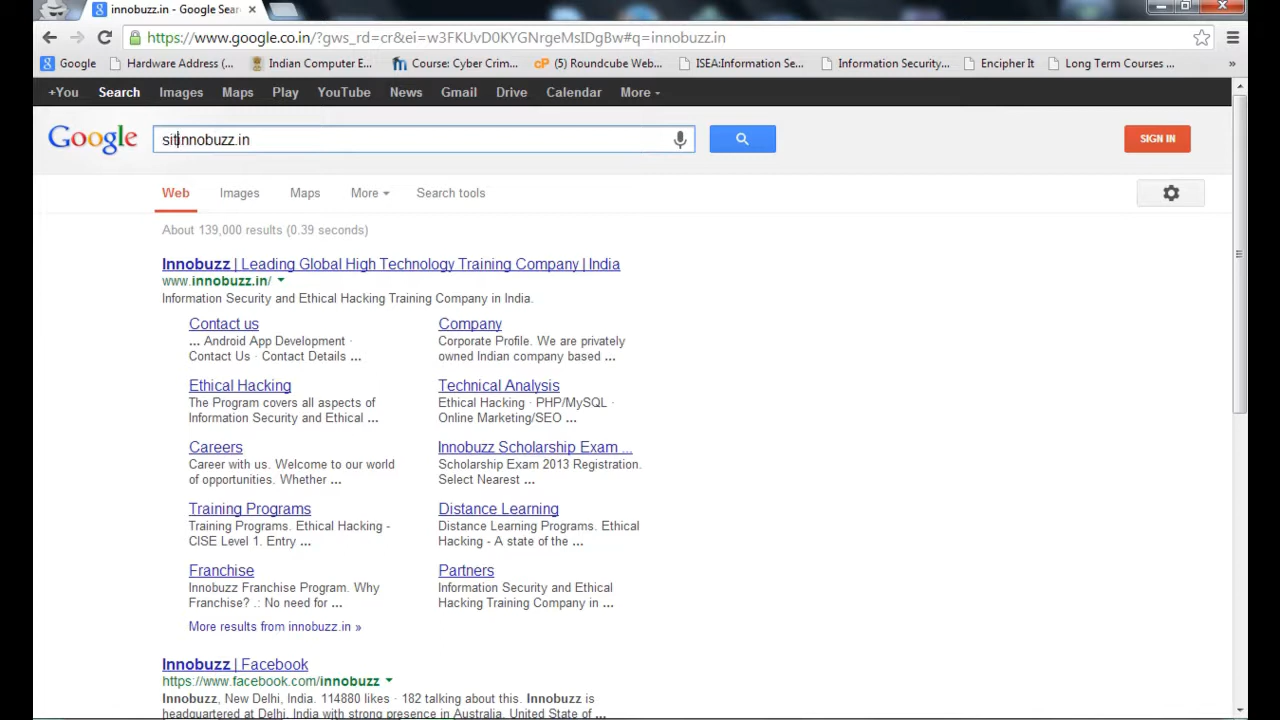 innobuzz.in - Google Sear
https://www.google.co.in/?gws_rd=cr&ei=w3FKUvD0KYGNrgeMsIDgBw#q=innobuzz.in
Google Hardware Address (... Indian Computer E... Course: Cyber Crim... (5) Roundcube Web... ISEA:Information Se... Information Security... Encipher It Long Term Courses ... »
+You Search Images Maps Play YouTube News Gmail Drive Calendar More
Google sitinnobuzz.in SIGN IN
Web Images Maps More Search tools
About 139,000 results (0.39 seconds)
Innobuzz | Leading Global High Technology Training Company | India
www.innobuzz.in/
Information Security and Ethical Hacking Training Company in India.
Contact us
... Android App Development ·
Contact Us · Contact Details ...
Company
Corporate Profile. We are privately
owned Indian company based ...
Ethical Hacking
The Program covers all aspects of
Information Security and Ethical ...
Technical Analysis
Ethical Hacking · PHP/MySQL ·
Online Marketing/SEO ...
Careers
Career with us. Welcome to our world
of opportunities. Whether ...
Innobuzz Scholarship Exam ...
Scholarship Exam 2013 Registration.
Select Nearest ...
Training Programs
Training Programs. Ethical Hacking -
CISE Level 1. Entry ...
Distance Learning
Distance Learning Programs. Ethical
Hacking - A state of the ...
Franchise
Innobuzz Franchise Program. Why
Franchise? .: No need for ...
Partners
Information Security and Ethical
Hacking Training Company in ...
More results from innobuzz.in »
Innobuzz | Facebook
https://www.facebook.com/innobuzz
Innobuzz, New Delhi, India. 114880 likes · 182 talking about this. Innobuzz is
headquartered at Delhi, India with strong presence in Australia, United State of ...